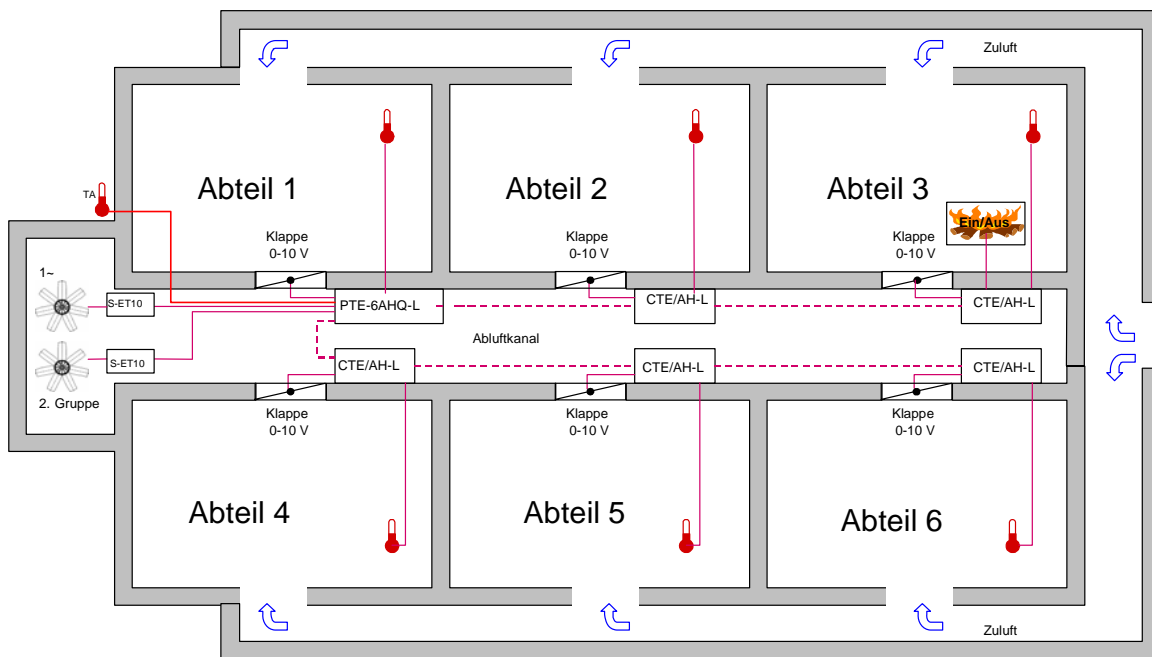 Zuluft
Abteil 1
Abteil 2
Abteil 3
TA
Ein/Aus
Klappe
0-10 V
Klappe
0-10 V
Klappe
0-10 V
1~
S-ET10
PTE-6AHQ-L
CTE/AH-L
CTE/AH-L
Abluftkanal
S-ET10
CTE/AH-L
CTE/AH-L
CTE/AH-L
2. Gruppe
Klappe
0-10 V
Klappe
0-10 V
Klappe
0-10 V
Abteil 4
Abteil 5
Abteil 6
Zuluft